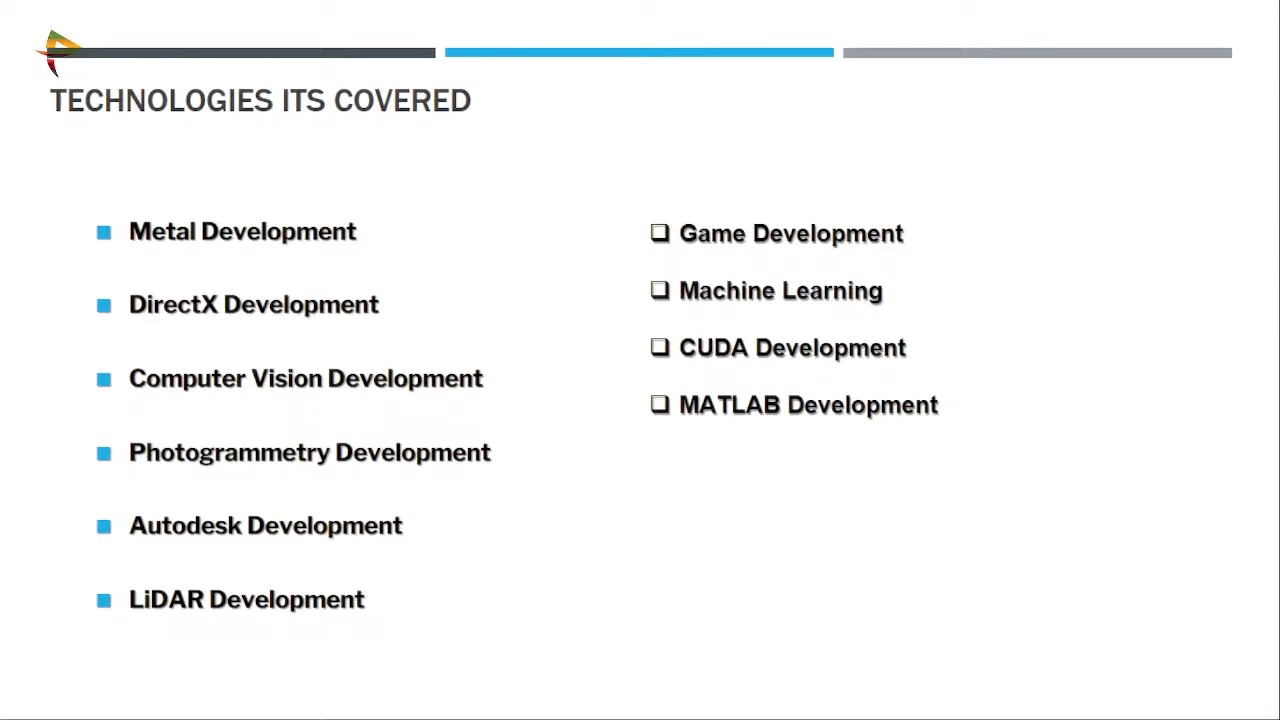 TECHNOLOGIES ITS COVERED
Metal Development
DirectX Development
Computer Vision Development
Photogrammetry Development
Autodesk Development
LiDAR Development
Game Development
Machine Learning
CUDA Development
MATLAB Development